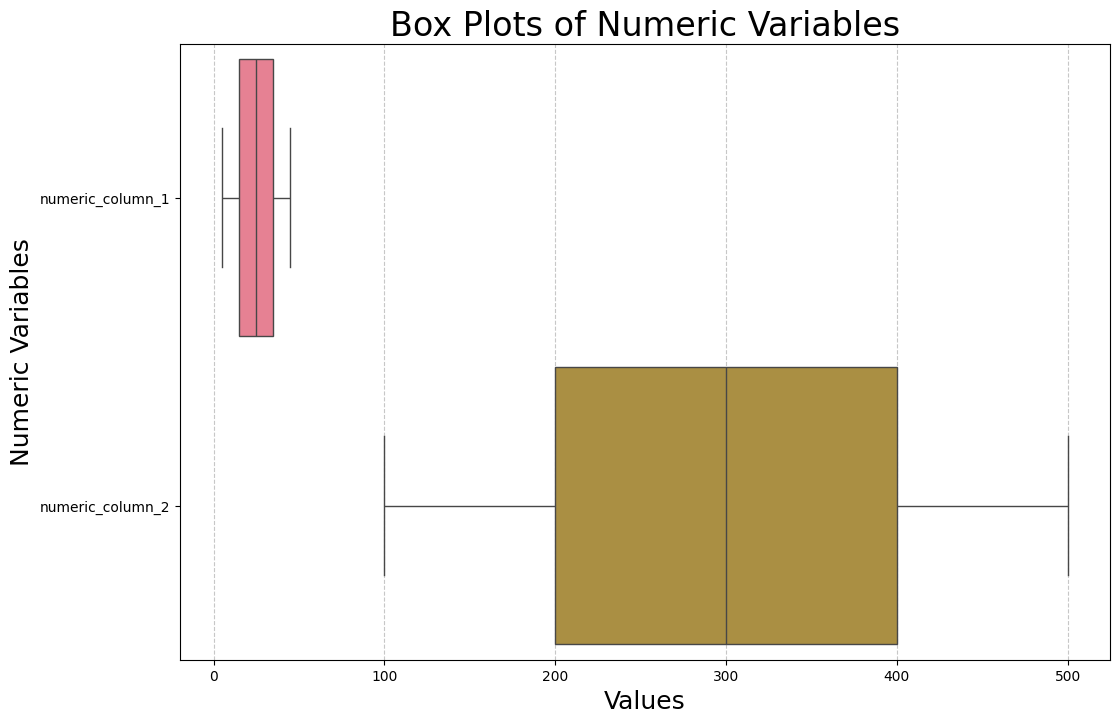 Box Plots of Numeric Variables
Numeric Variables
numeric_column_1
numeric_column_2
0 100 200 300 400 500
Values